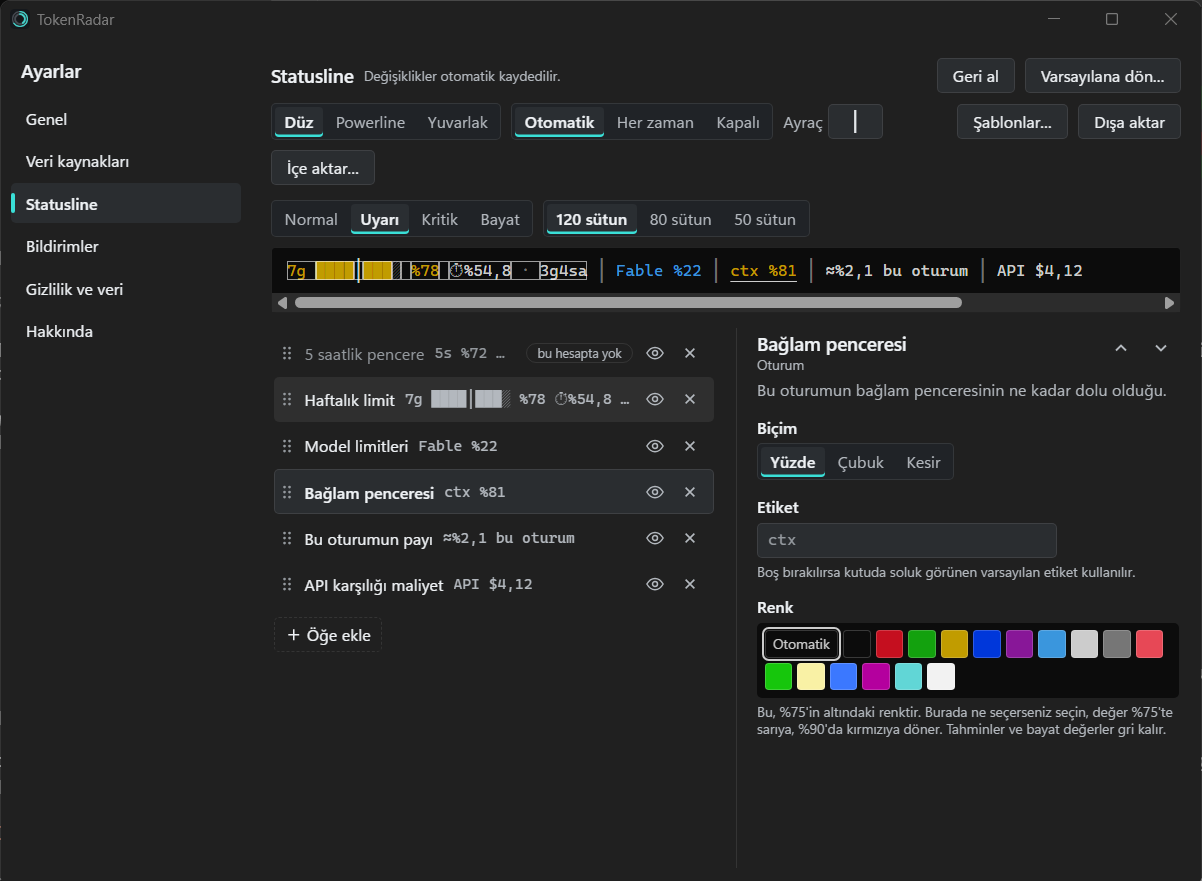 TokenRadar
Ayarlar
Genel
Veri kaynakları
Statusline
Bildirimler
Gizlilik ve veri
Hakkında
Statusline Değişiklikler otomatik kaydedilir. Geri al Varsayılana dön...
Düz Powerline Yuvarlak Otomatik Her zaman Kapalı Ayraç | Şablonlar... Dışa aktar
İçe aktar...
Normal Uyarı Kritik Bayat 120 sütun 80 sütun 50 sütun
7g ████│███░ %78 ⏱%54,8 · 3g4sa │ Fable %22 │ ctx %81 │ ≈%2,1 bu oturum │ API $4,12
5 saatlik pencere 5s %72 … bu hesapta yok
Haftalık limit 7g ████│███░ %78 ⏱%54,8 …
Model limitleri Fable %22
Bağlam penceresi ctx %81
Bu oturumun payı ≈%2,1 bu oturum
API karşılığı maliyet API $4,12
+ Öğe ekle
Bağlam penceresi
Oturum
Bu oturumun bağlam penceresinin ne kadar dolu olduğu.
Biçim
Yüzde Çubuk Kesir
Etiket
ctx
Boş bırakılırsa kutuda soluk görünen varsayılan etiket kullanılır.
Renk
Otomatik
Bu, %75'in altındaki renktir. Burada ne seçerseniz seçin, değer %75'te
sarıya, %90'da kırmızıya döner. Tahminler ve bayat değerler gri kalır.